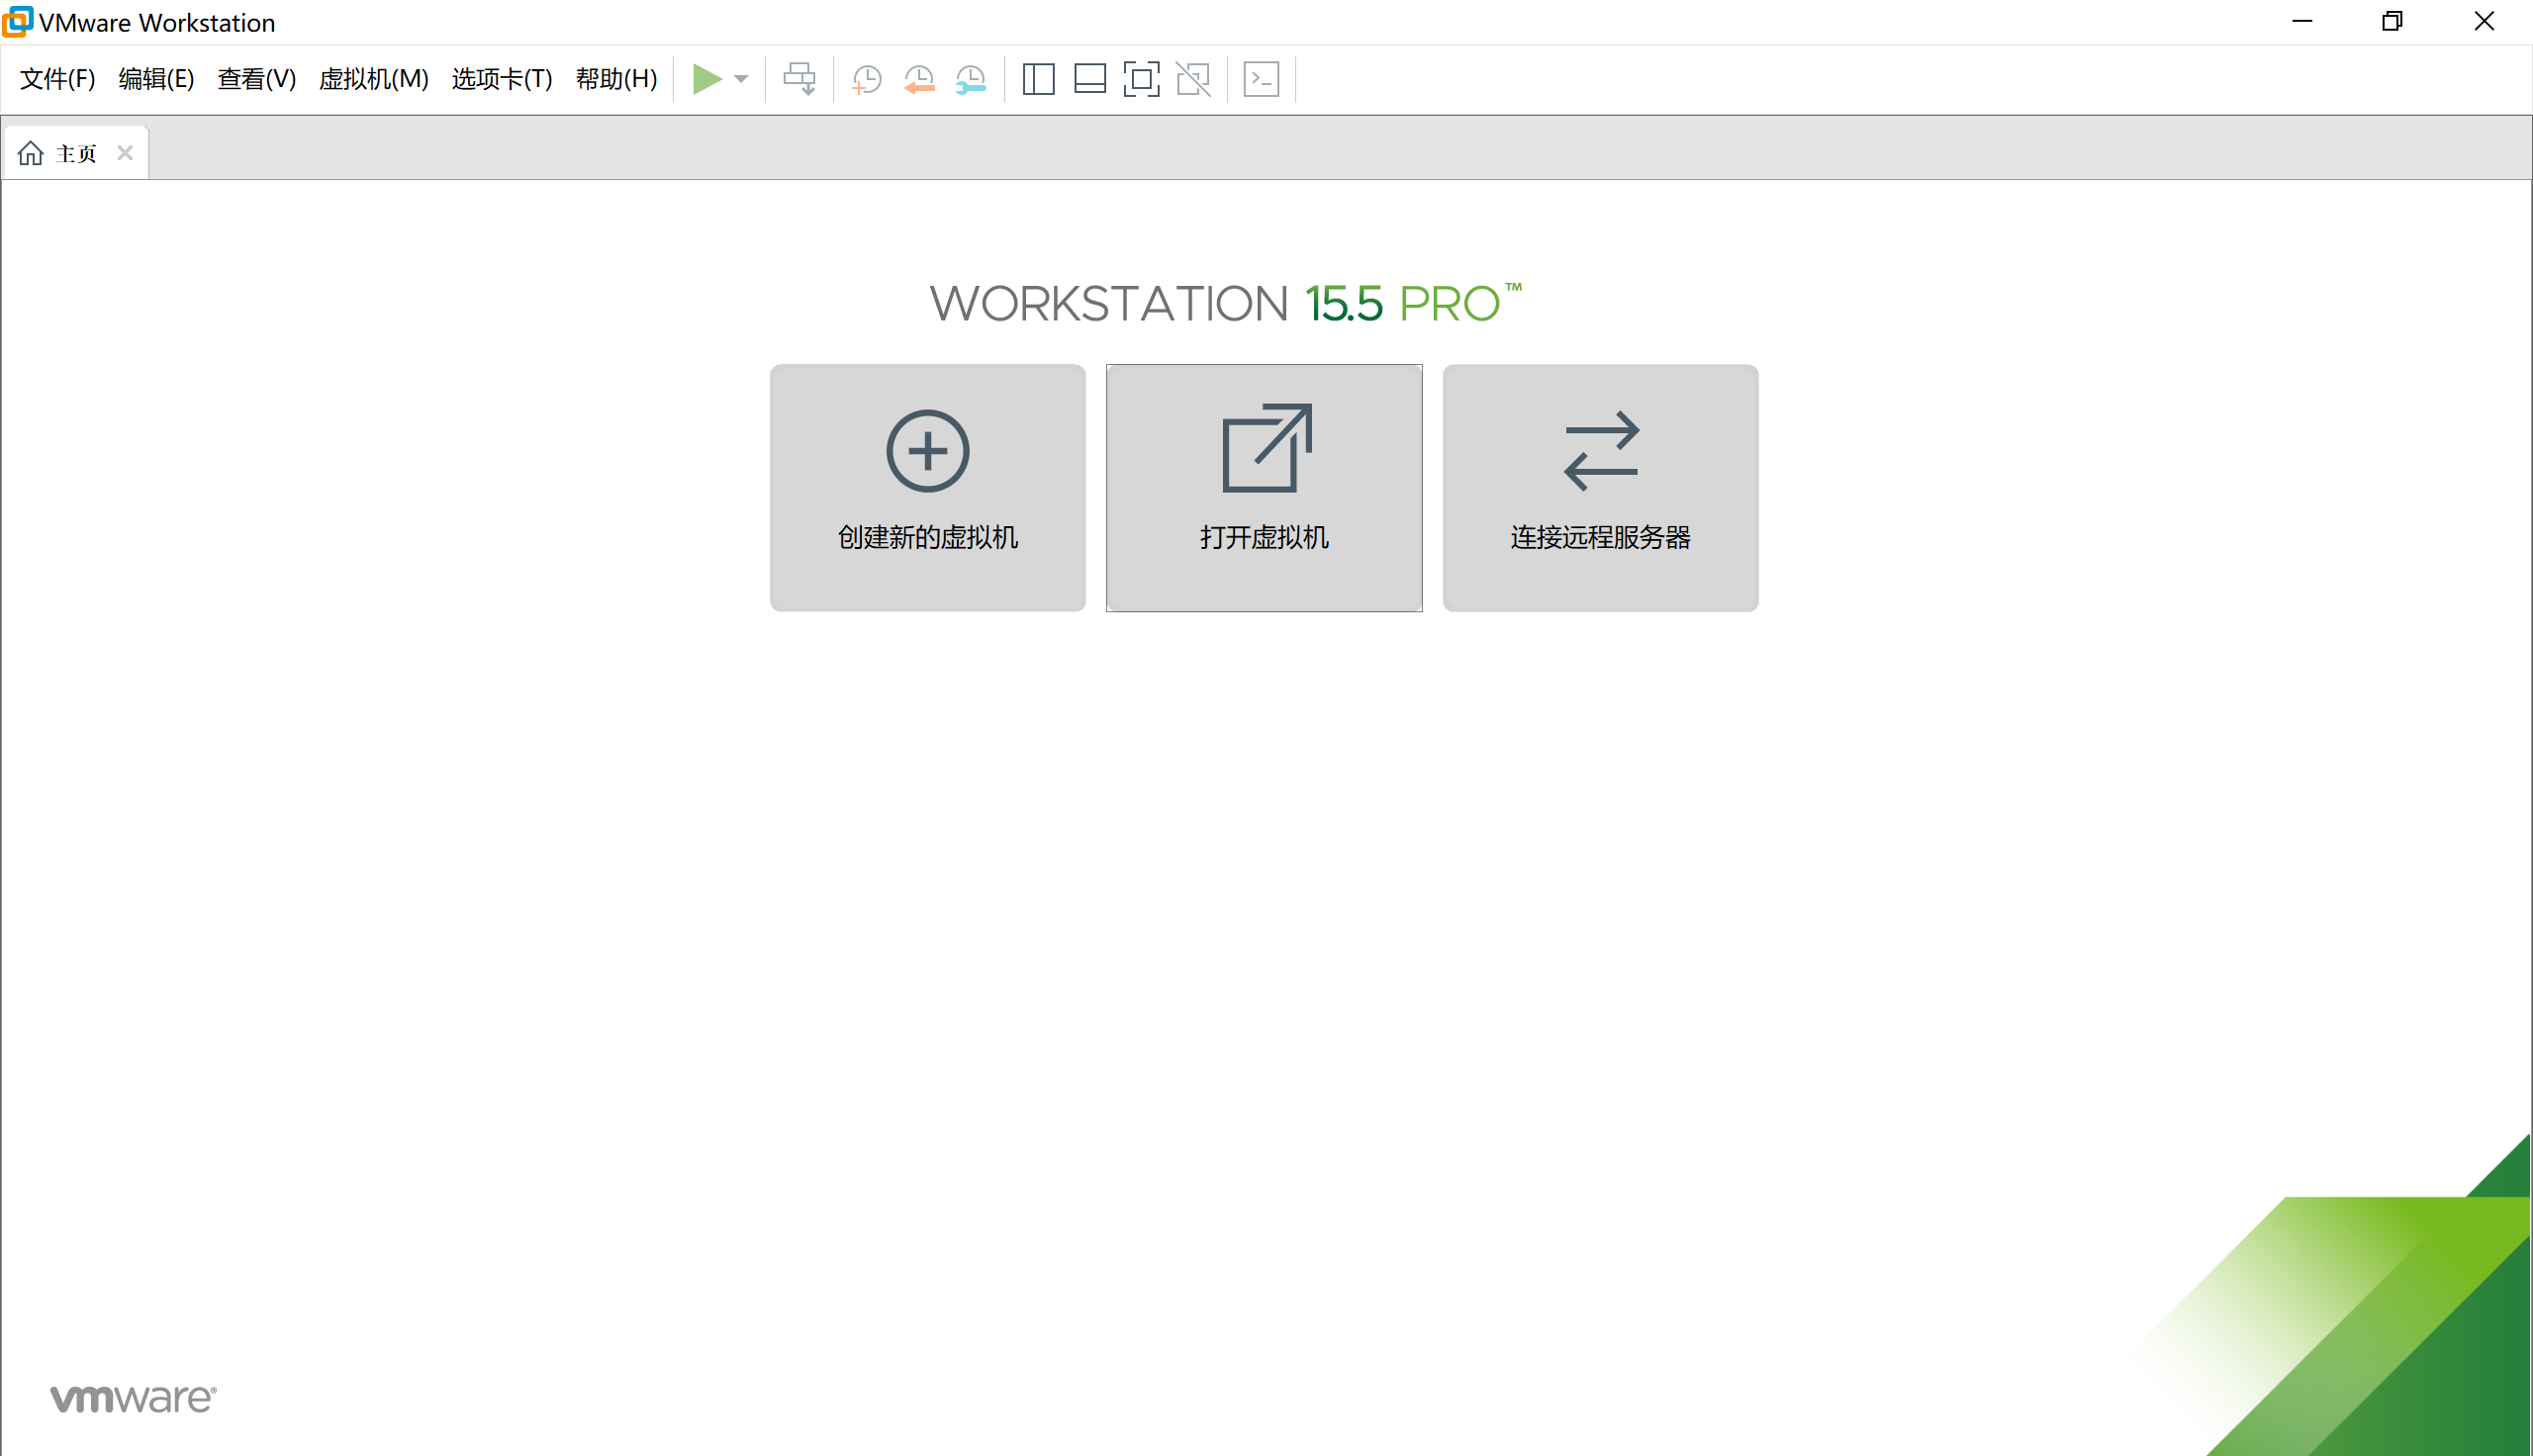 VMware Workstation
文件(F) 编辑(E) 查看(V) 虚拟机(M) 选项卡(T) 帮助(H)
主页
WORKSTATION 15.5 PRO™
创建新的虚拟机 打开虚拟机 连接远程服务器
vmware®